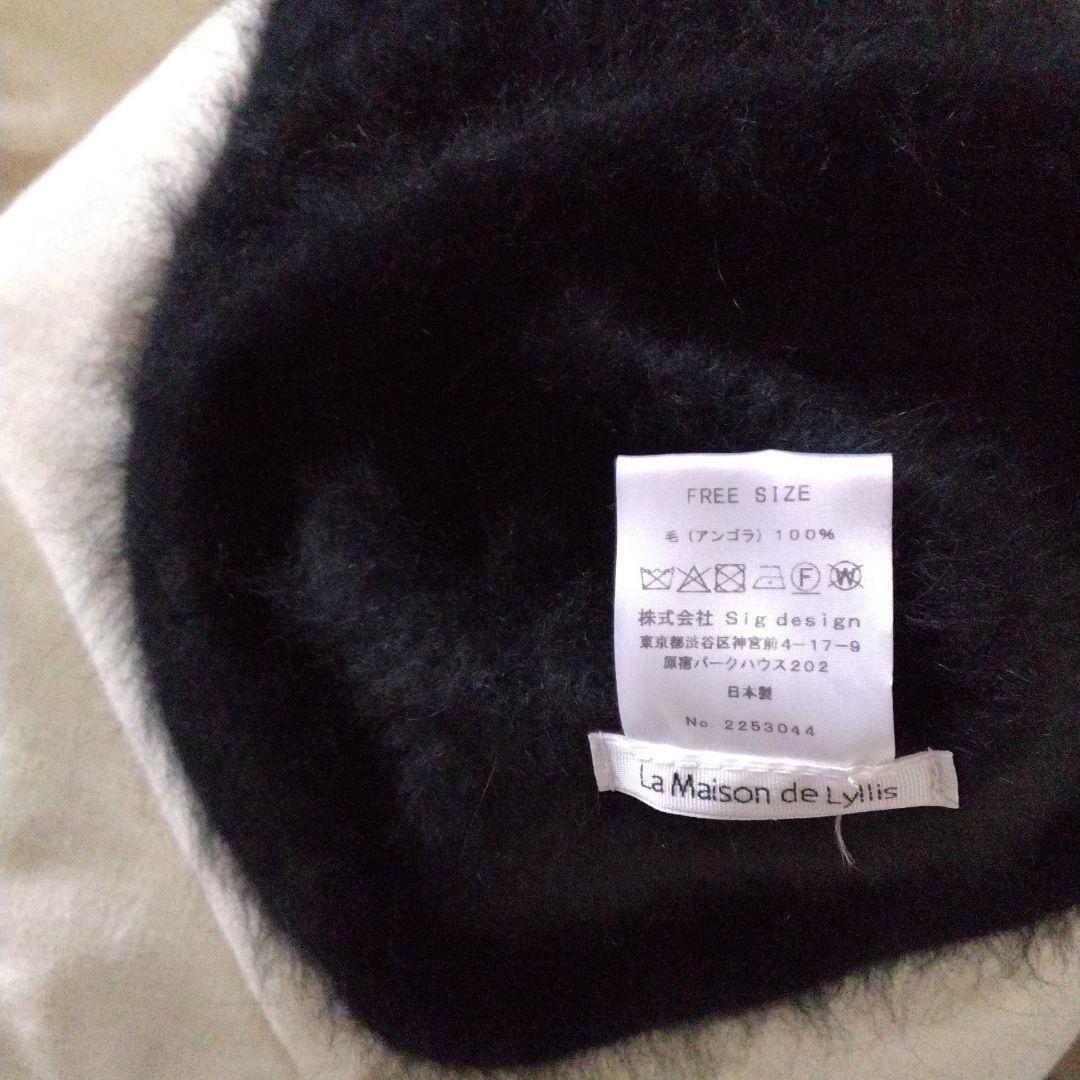 FREE SIZE
毛(アンゴラ)100%
F W
株式会社 Sig design
東京都渋谷区神宮前4-17-9
原宿パークハウス202
日本製
No. 2253044
La Maison de Lyllis